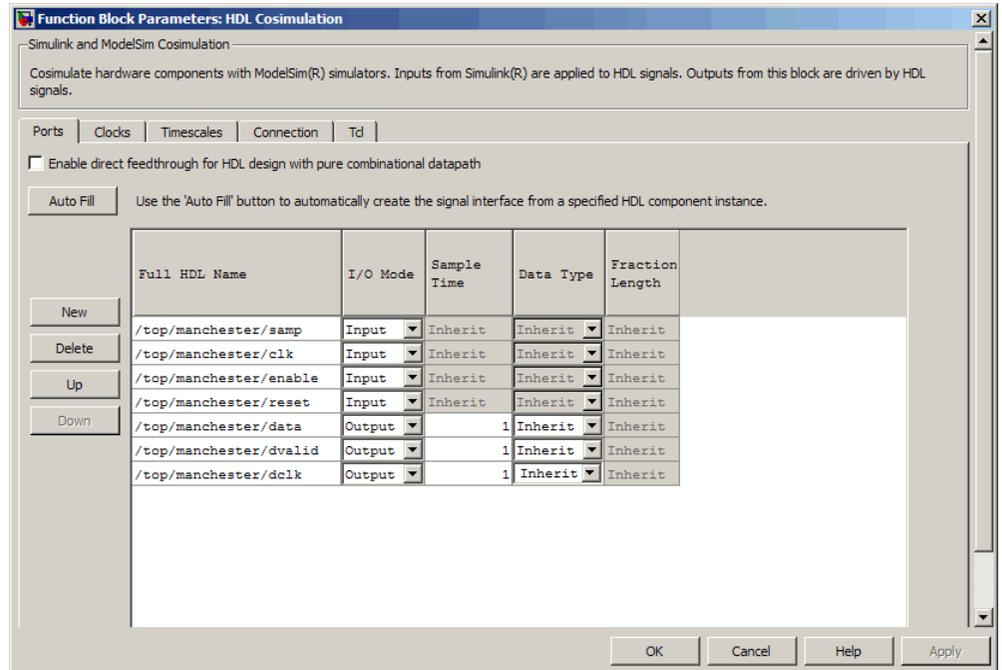 Function Block Parameters: HDL Cosimulation
Simulink and ModelSim Cosimulation
Cosimulate hardware components with ModelSim(R) simulators. Inputs from Simulink(R) are applied to HDL signals. Outputs from this block are driven by HDL
signals.
Ports Clocks Timescales Connection Tcl
Enable direct feedthrough for HDL design with pure combinational datapath
Auto Fill Use the 'Auto Fill' button to automatically create the signal interface from a specified HDL component instance.
Full HDL Name I/O Mode Sample Time Data Type Fraction Length
New
Delete
Up
Down
/top/manchester/samp Input Inherit Inherit Inherit
/top/manchester/clk Input Inherit Inherit Inherit
/top/manchester/enable Input Inherit Inherit Inherit
/top/manchester/reset Input Inherit Inherit Inherit
/top/manchester/data Output 1 Inherit Inherit
/top/manchester/dvalid Output 1 Inherit Inherit
/top/manchester/dclk Output 1 Inherit Inherit
OK Cancel Help Apply